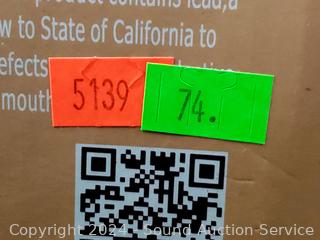 product contains lead,a
w to State of California to
efects
mouth
5139
74.
Copyright 2024 - Sound Auction Service